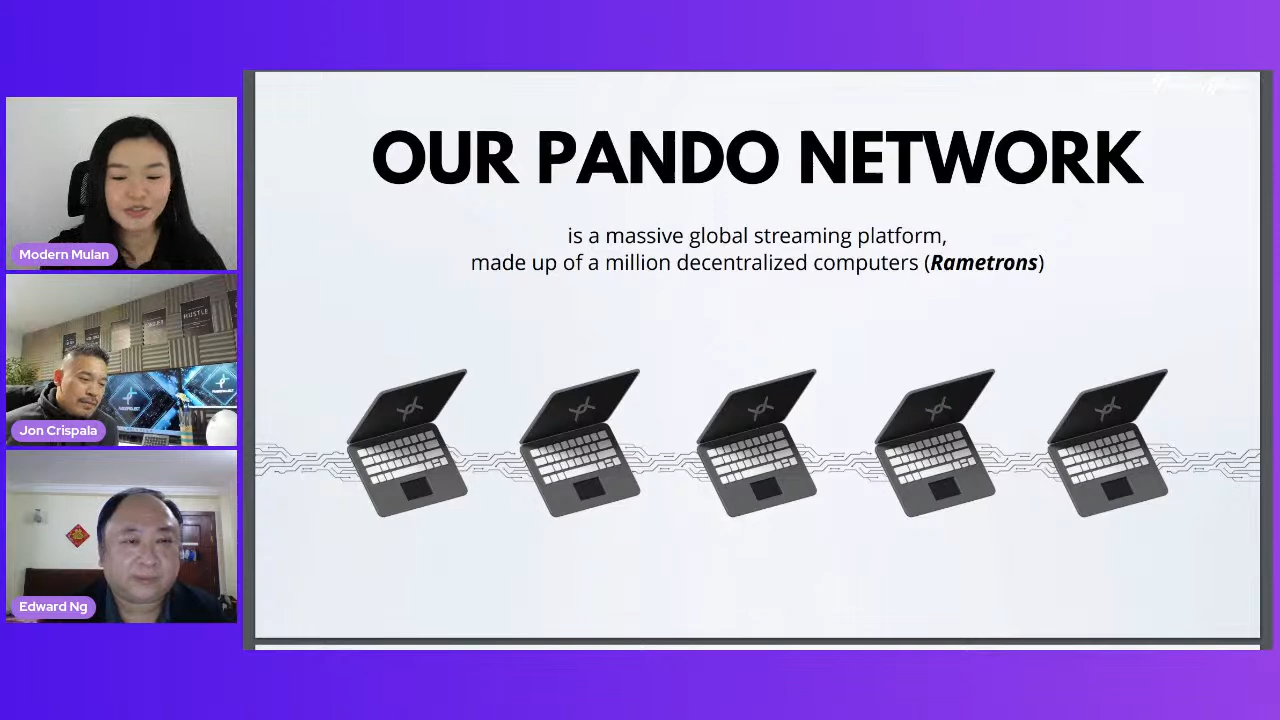 OUR PANDO NETWORK
is a massive global streaming platform,
made up of a million decentralized computers (Rametrons)
Modern Mulan
HUSTLE
Jon Crispala
Edward Ng